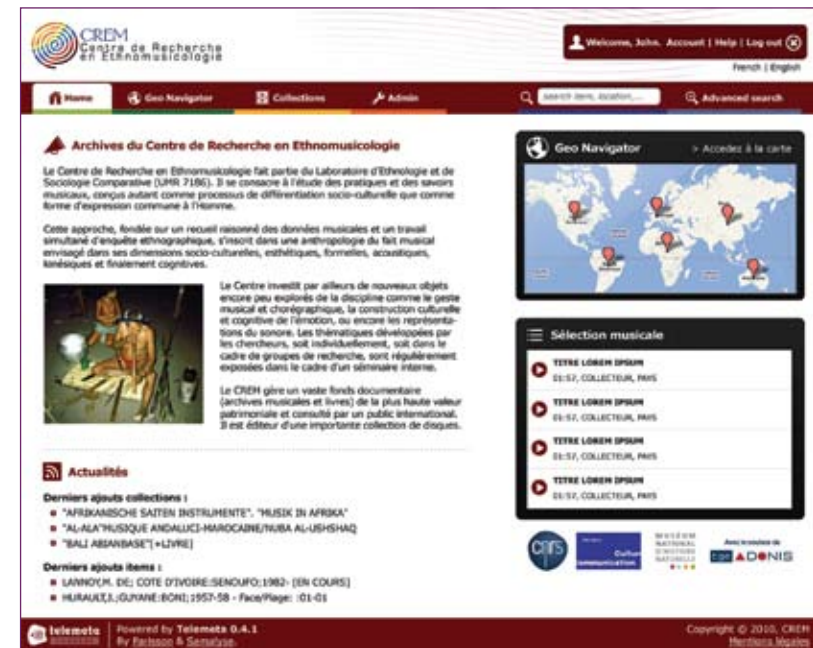 CREM
Centre de Recherche
en Ethnomusicologie
Welcome, John. Account | Help | Log out
French | English
Home
Geo Navigator
Collections
Admin
search item, location,...
Advanced search
Archives du Centre de Recherche en Ethnomusicologie
Le Centre de Recherche en Ethnomusicologie fait partie du Laboratoire d'Ethnologie et de
Sociologie Comparative (UMR 7186). Il se consacre à l'étude des pratiques et des savoirs
musicaux, conçus autant comme processus de différentiation socio-culturelle que comme
forme d'expression commune à l'Homme.
Cette approche, fondée sur un recueil raisonné des données musicales et un travail
simultané d'enquête ethnographique, s'inscrit dans une anthropologie du fait musical
envisagé dans ses dimensions socio-culturelles, esthétiques, formelles, acoustiques,
kinésiques et finalement cognitives.
Le Centre investit par ailleurs de nouveaux objets
encore peu explorés de la discipline comme le geste
musical et chorégraphique, la construction culturelle
et cognitive de l'émotion, ou encore les représenta-
tions du sonore. Les thématiques développées par
les chercheurs, soit individuellement, soit dans le
cadre de groupes de recherche, sont régulièrement
exposées dans le cadre d'un séminaire interne.
Le CREM gère un vaste fonds documentaire
(archives musicales et livres) de la plus haute valeur
patrimoniale et consulté par un public international.
Il est éditeur d'une importante collection de disques.
Actualités
Derniers ajouts collections :
"AFRIKANISCHE SAITEN INSTRUMENTE". "MUSIK IN AFRIKA"
"AL-ALA"MUSIQUE ANDALUCI-MAROCAINE/NUBA AL-USHSHAQ
"BALI ABIANBASE"[+LIVRE]
Derniers ajouts items :
LANNOY,M. DE; COTE D'IVOIRE:SENOUFO;1982- [EN COURS]
HURAULT,J.;GUYANE:BONI;1957-58 - Face/Plage: :01-01
Geo Navigator
> Accedez à la carte
Sélection musicale
TITRE LOREM IPSUM
01:57, COLLECTEUR, PAYS
TITRE LOREM IPSUM
01:57, COLLECTEUR, PAYS
TITRE LOREM IPSUM
01:57, COLLECTEUR, PAYS
TITRE LOREM IPSUM
01:57, COLLECTEUR, PAYS
cnrs
Culture
Communication
MUSÉUM
NATIONAL
D'HISTOIRE
NATURELLE
Avec le soutien de
ADONIS
telemeta
Powered by Telemeta 0.4.1
By Parisson & Samalyse.
Copyright © 2010, CREM
Mentions légales